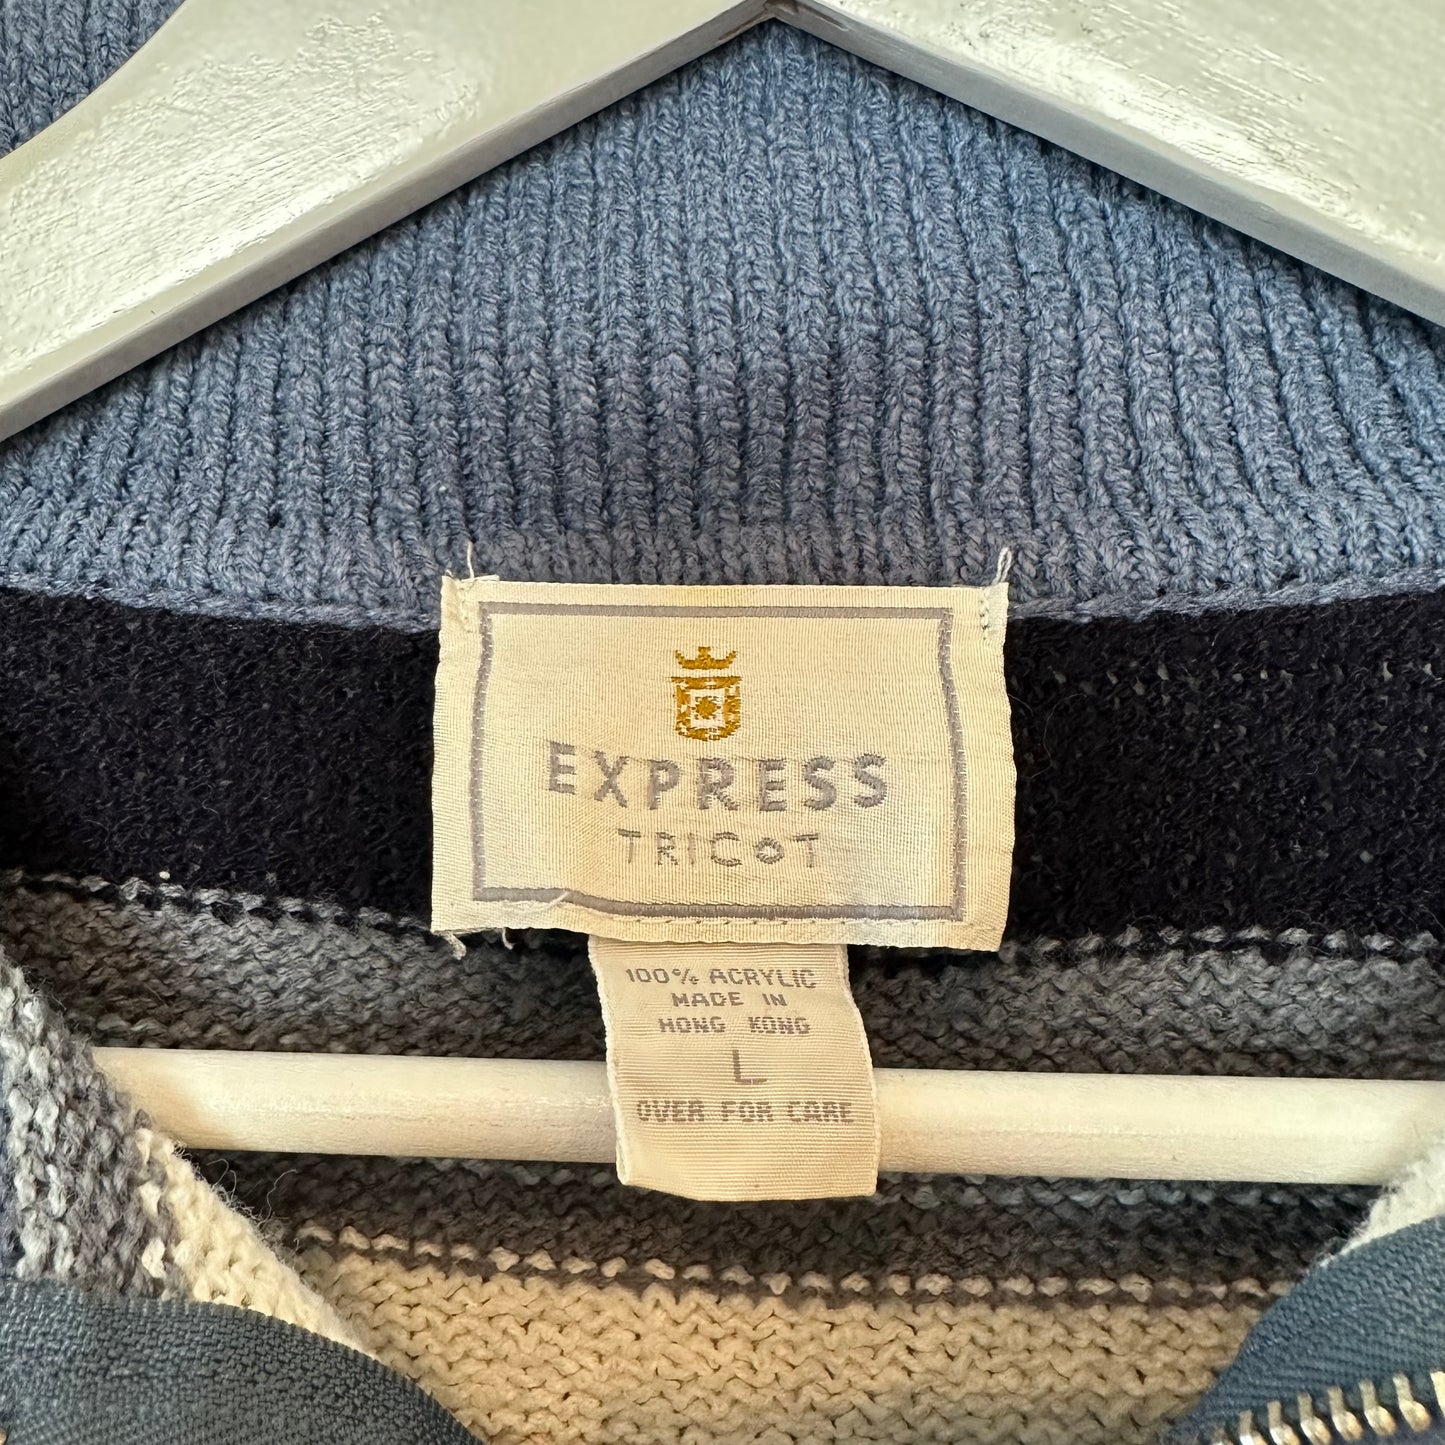 EXPRESS
TRICOT
100% ACRYLIC
MADE IN
HONG KONG
L
OVER FOR CARE